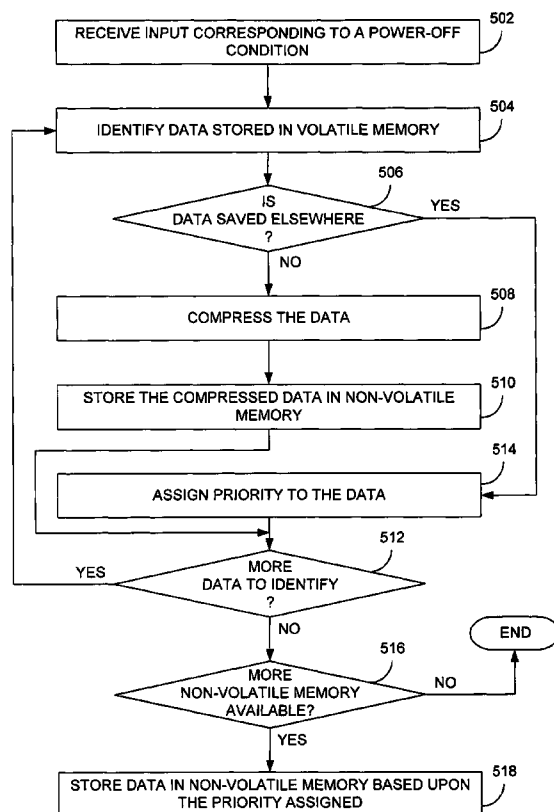 502
RECEIVE INPUT CORRESPONDING TO A POWER-OFF
CONDITION
504
IDENTIFY DATA STORED IN VOLATILE MEMORY
506
IS
DATA SAVED ELSEWHERE
?
YES
NO
508
COMPRESS THE DATA
510
STORE THE COMPRESSED DATA IN NON-VOLATILE
MEMORY
514
ASSIGN PRIORITY TO THE DATA
512
YES
MORE
DATA TO IDENTIFY
?
NO
END
516
MORE
NON-VOLATILE MEMORY
AVAILABLE?
NO
YES
518
STORE DATA IN NON-VOLATILE MEMORY BASED UPON
THE PRIORITY ASSIGNED